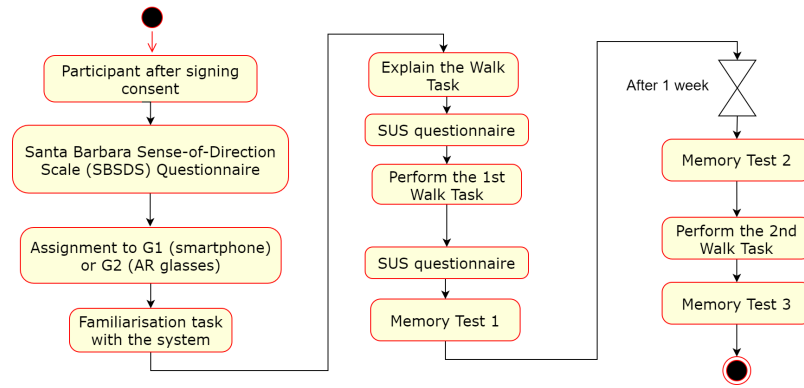 Participant after signing
consent
Santa Barbara Sense-of-Direction
Scale (SBSDS) Questionnaire
Assignment to G1 (smartphone)
or G2 (AR glasses)
Familiarisation task
with the system
Explain the Walk
Task
SUS questionnaire
Perform the 1st
Walk Task
SUS questionnaire
Memory Test 1
After 1 week
Memory Test 2
Perform the 2nd
Walk Task
Memory Test 3